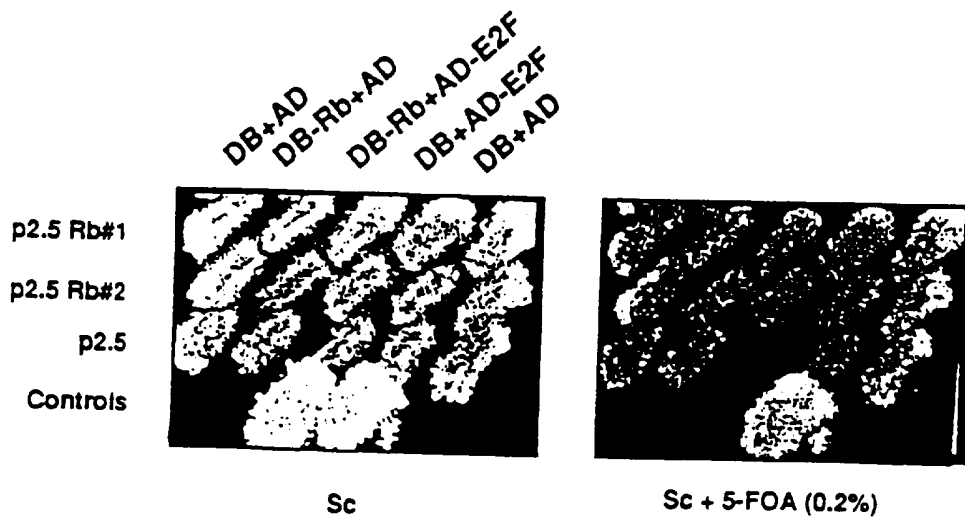 DB+AD
DB-Rb+AD
DB-Rb+AD-E2F
DB+AD-E2F
DB+AD
p2.5 Rb#1
p2.5 Rb#2
p2.5
Controls
Sc
Sc + 5-FOA (0.2%)